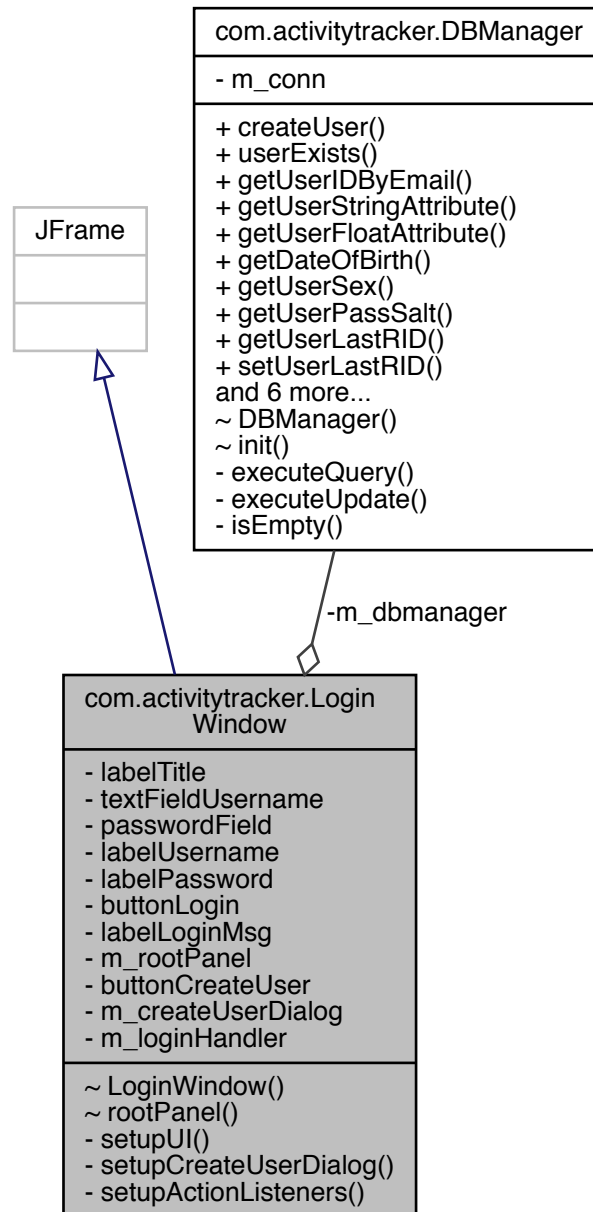 com.activitytracker.DBManager
- m_conn
+ createUser()
+ userExists()
+ getUserIDByEmail()
+ getUserStringAttribute()
+ getUserFloatAttribute()
+ getDateOfBirth()
+ getUserSex()
+ getUserPassSalt()
+ getUserLastRID()
+ setUserLastRID()
and 6 more...
~ DBManager()
~ init()
- executeQuery()
- executeUpdate()
- isEmpty()
JFrame
-m_dbmanager
com.activitytracker.Login
Window
- labelTitle
- textFieldUsername
- passwordField
- labelUsername
- labelPassword
- buttonLogin
- labelLoginMsg
- m_rootPanel
- buttonCreateUser
- m_createUserDialog
- m_loginHandler
~ LoginWindow()
~ rootPanel()
- setupUI()
- setupCreateUserDialog()
- setupActionListeners()